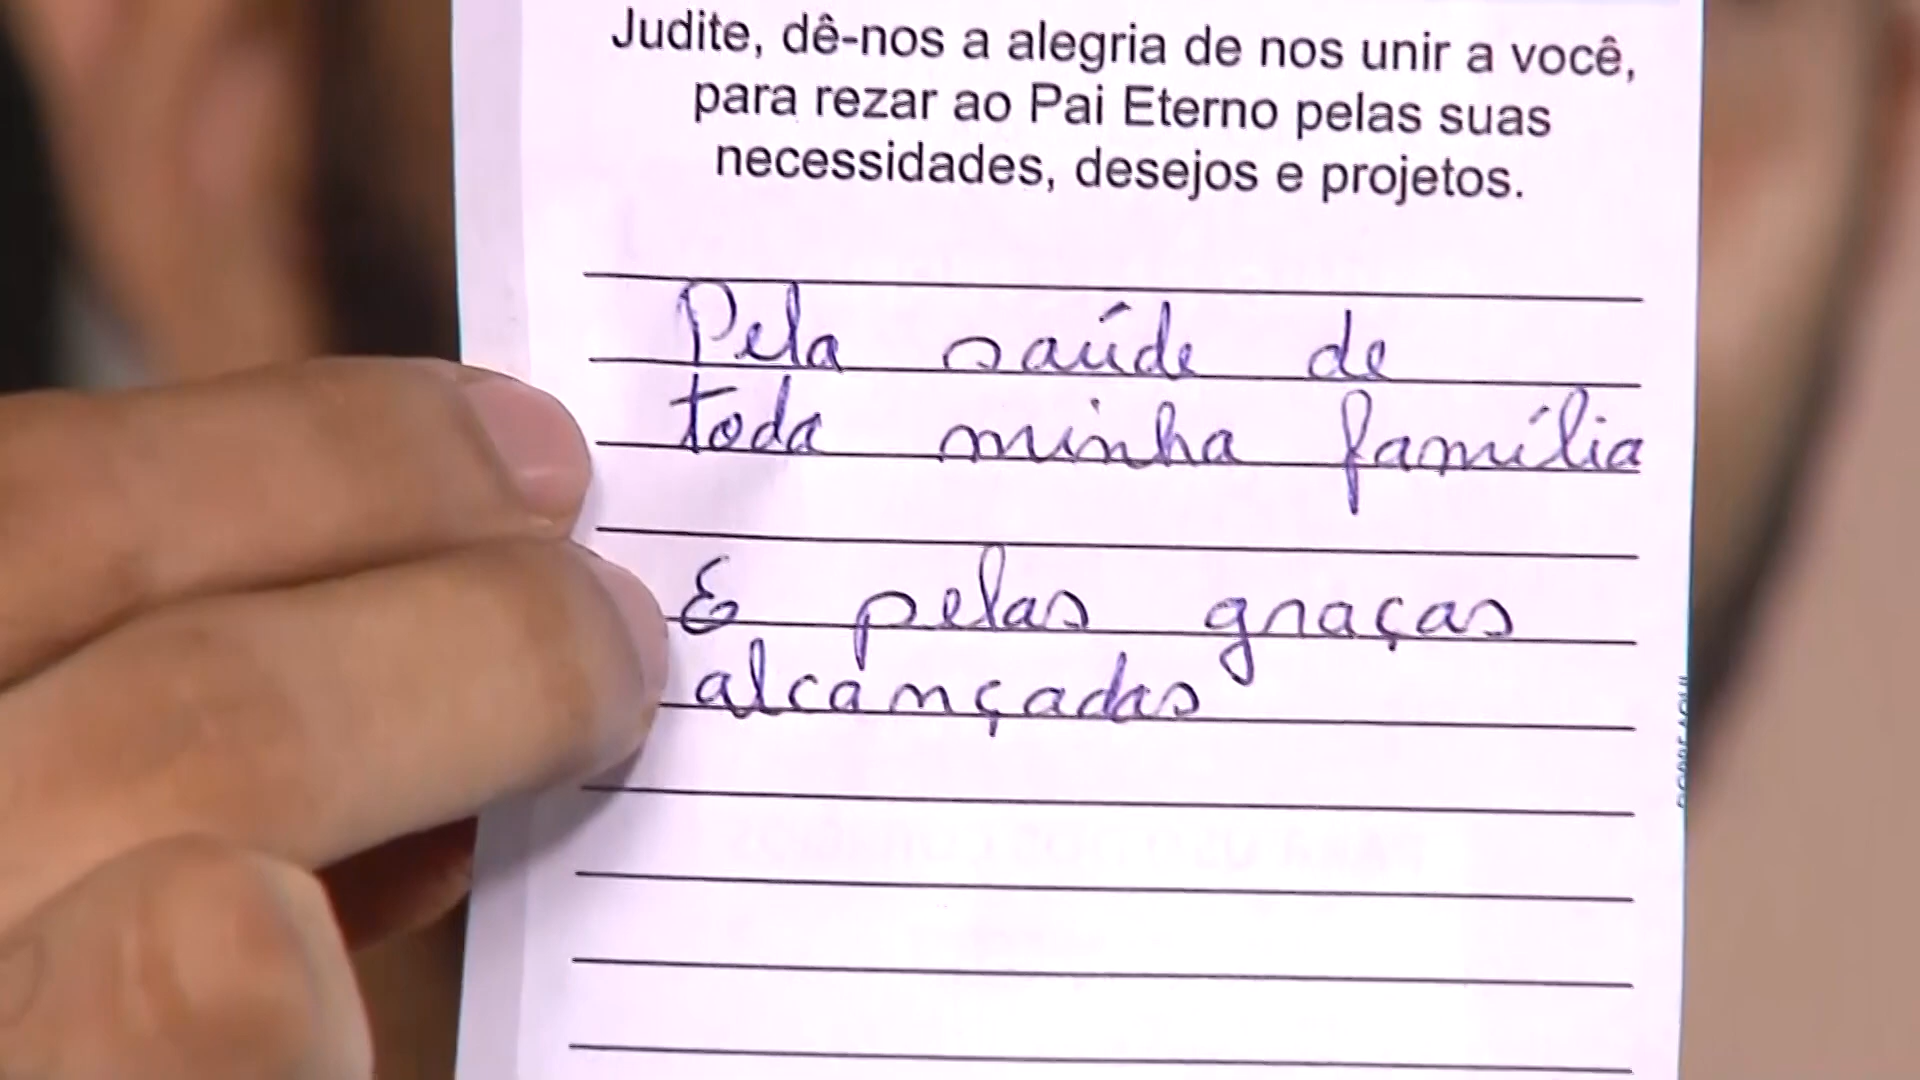 Judite, dê-nos a alegria de nos unir a você,
para rezar ao Pai Eterno pelas suas
necessidades, desejos e projetos.
Pela saúde de
toda minha família
E pelas graças
alcançadas